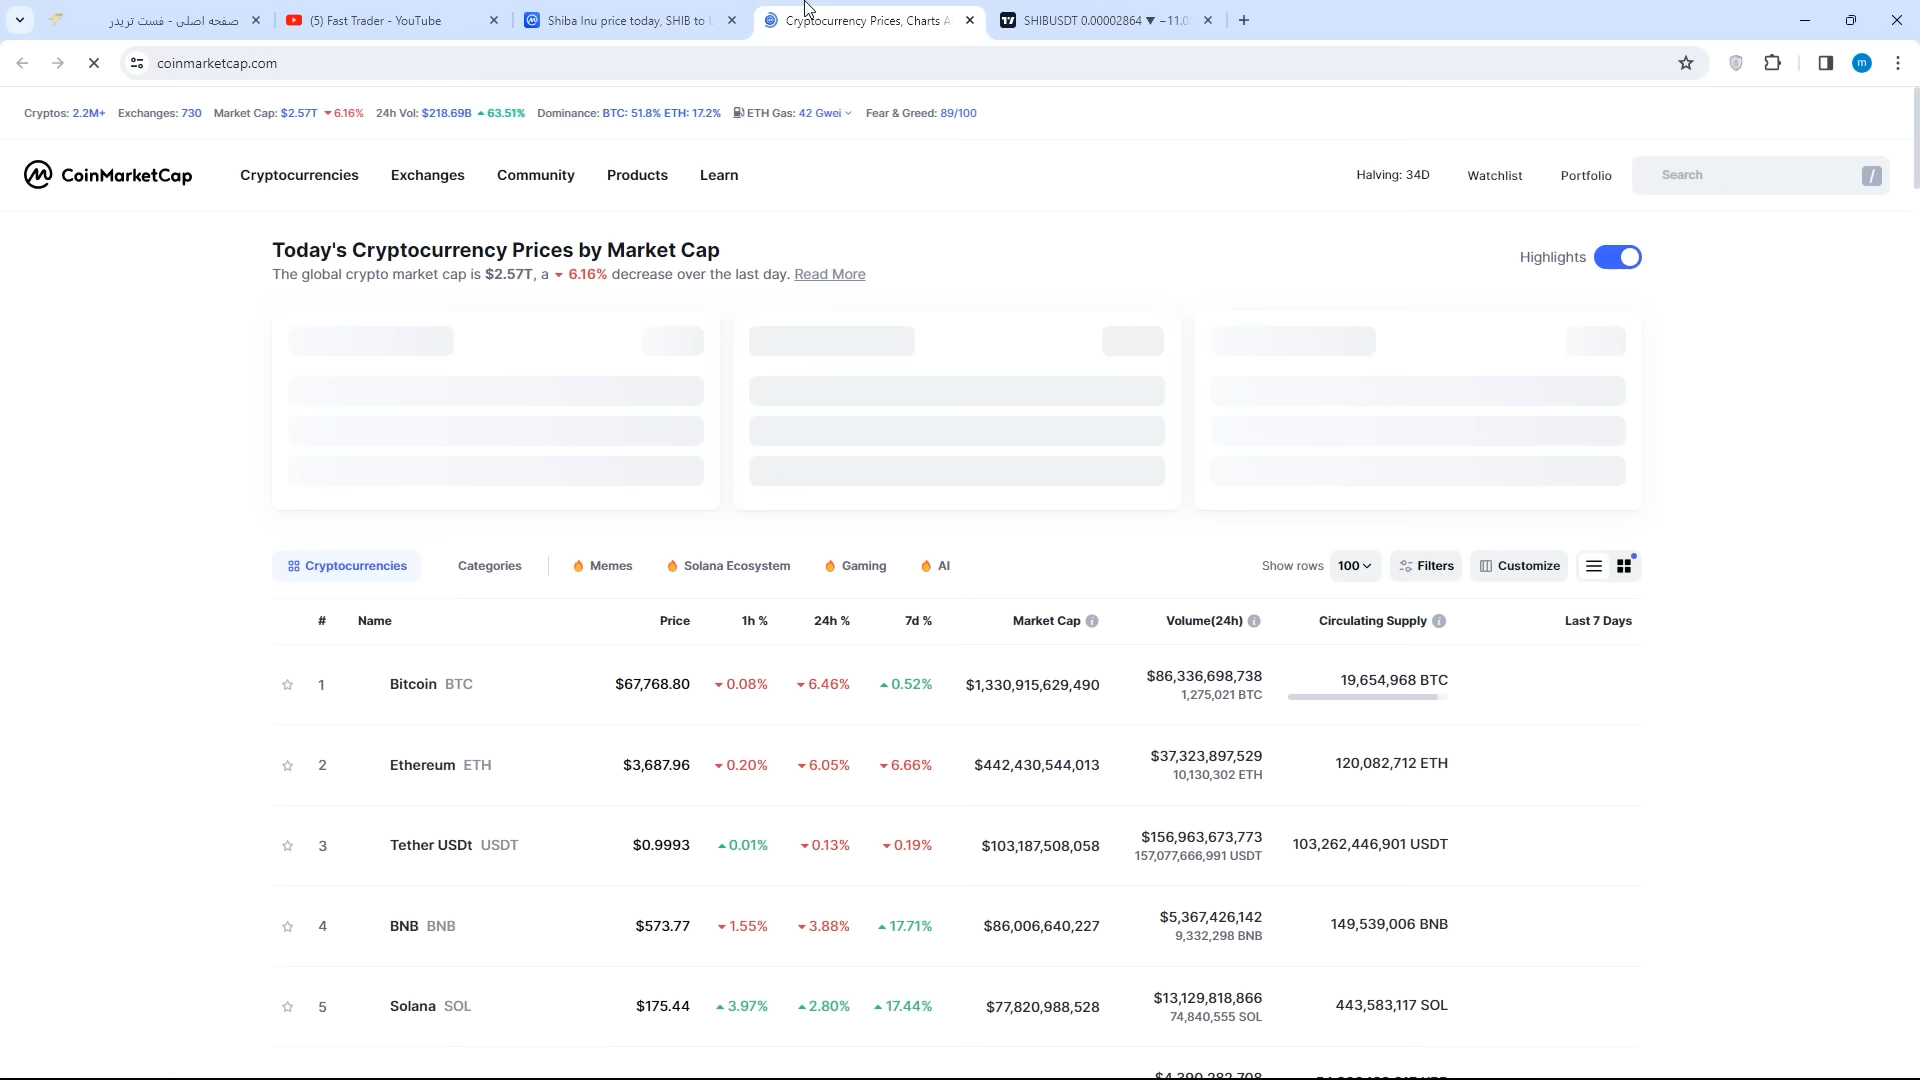 صفحه اصلی - فست تریدر
(5) Fast Trader - YouTube
Shiba Inu price today, SHIB to U
Cryptocurrency Prices, Charts A
SHIBUSDT 0.00002864 ▼ −11.0
coinmarketcap.com
m
Cryptos: 2.2M+ Exchanges: 730 Market Cap: $2.57T 6.16% 24h Vol: $218.69B 63.51% Dominance: BTC: 51.8% ETH: 17.2% ETH Gas: 42 Gwei Fear & Greed: 89/100
CoinMarketCap
Cryptocurrencies Exchanges Community Products Learn
Halving: 34D Watchlist Portfolio Search /
Today's Cryptocurrency Prices by Market Cap
The global crypto market cap is $2.57T, a 6.16% decrease over the last day. Read More
Highlights
Cryptocurrencies Categories Memes Solana Ecosystem Gaming AI Show rows 100 Filters Customize
# Name Price 1h % 24h % 7d % Market Cap Volume(24h) Circulating Supply Last 7 Days
1 Bitcoin BTC $67,768.80 0.08% 6.46% 0.52% $1,330,915,629,490 $86,336,698,738 19,654,968 BTC
1,275,021 BTC
2 Ethereum ETH $3,687.96 0.20% 6.05% 6.66% $442,430,544,013 $37,323,897,529 120,082,712 ETH
10,130,302 ETH
3 Tether USDt USDT $0.9993 0.01% 0.13% 0.19% $103,187,508,058 $156,963,673,773 103,262,446,901 USDT
157,077,666,991 USDT
4 BNB BNB $573.77 1.55% 3.88% 17.71% $86,006,640,227 $5,367,426,142 149,539,006 BNB
9,332,298 BNB
5 Solana SOL $175.44 3.97% 2.80% 17.44% $77,820,988,528 $13,129,818,866 443,583,117 SOL
74,840,555 SOL